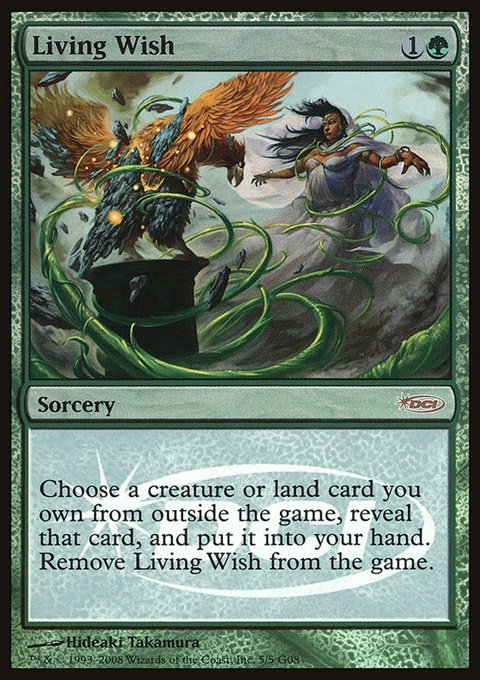 Living Wish 1
Sorcery DCI
DCI
Choose a creature or land card you
own from outside the game, reveal
that card, and put it into your hand.
Remove Living Wish from the game.
Hideaki Takamura
™ & © 1993–2008 Wizards of the Coast, Inc. 5/5 G08